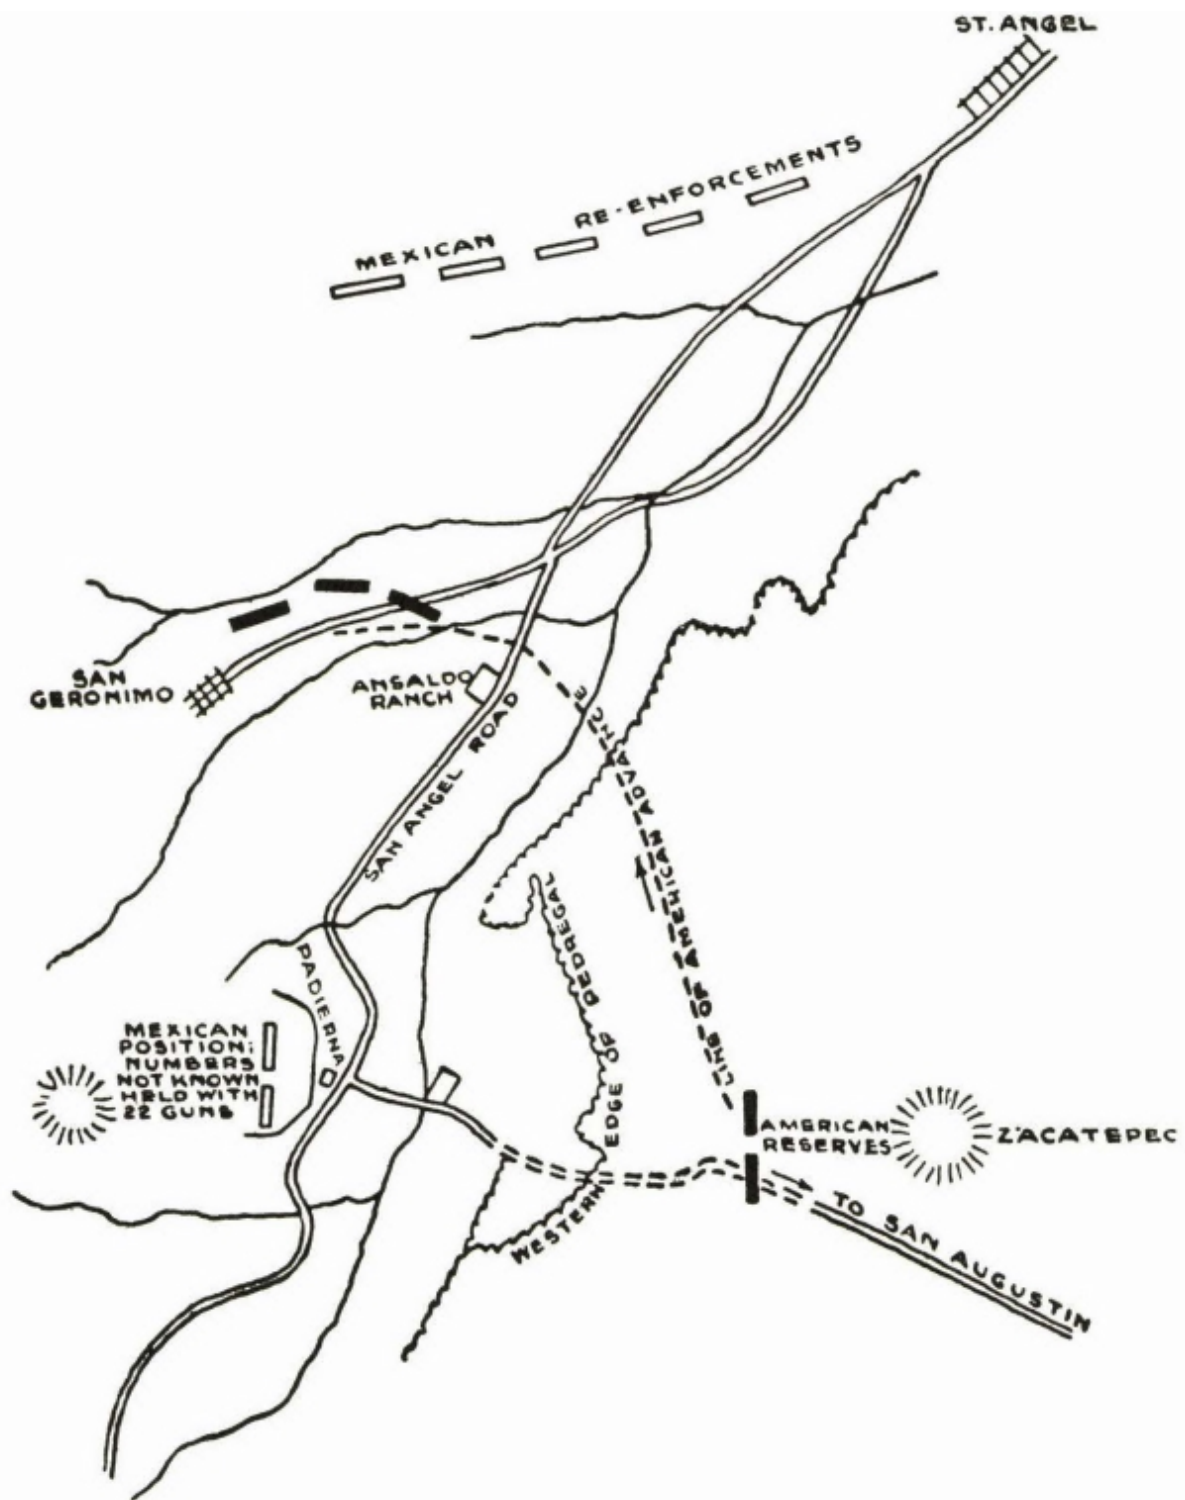 ST. ANGEL
MEXICAN RE-ENFORCEMENTS
SAN
GERONIMO
ANSALDO
RANCH
SAN ANGEL ROAD
LINE OF AMERICAN ADVANCE
PADIERNA
MEXICAN
POSITION;
NUMBERS
NOT KNOWN
HELD WITH
22 GUNS
WESTERN EDGE OF PEDREGAL
AMERICAN
RESERVES
ZACATEPEC
TO SAN AUGUSTIN